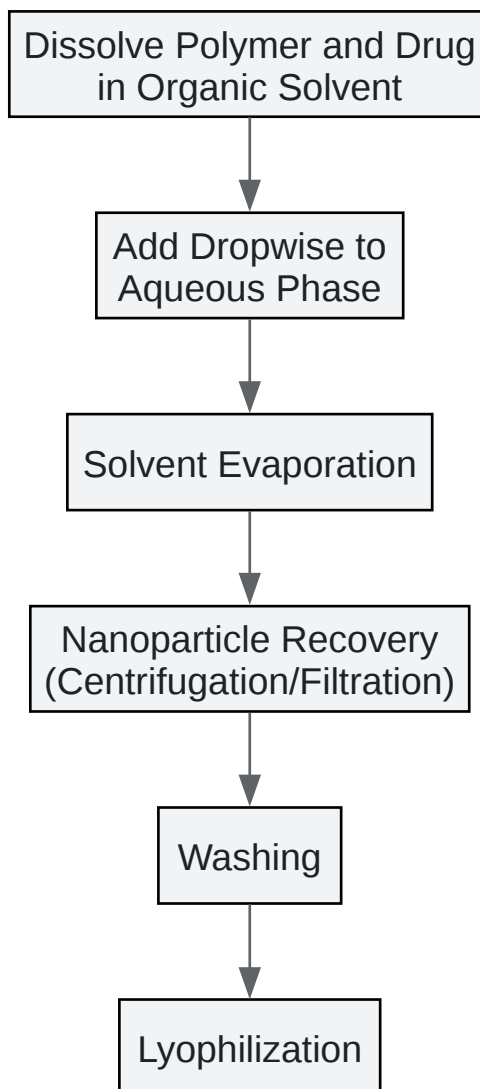 Dissolve Polymer and Drug
in Organic Solvent
Add Dropwise to
Aqueous Phase
Solvent Evaporation
Nanoparticle Recovery
(Centrifugation/Filtration)
Washing
Lyophilization